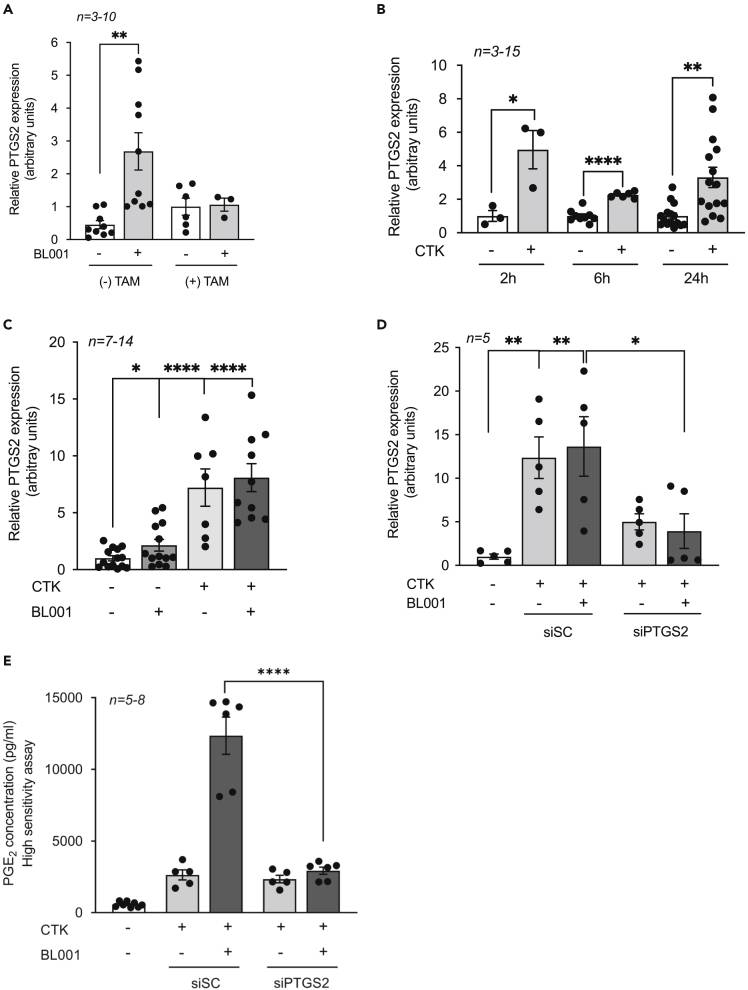 A
n=3-10
**
Relative PTGS2 expression
(arbitrary units)
6
5
4
3
2
1
0
BL001 - + - +
(-) TAM (+) TAM
B
n=3-15
* **** **
Relative PTGS2 expression
(arbitrary units)
10
8
6
4
2
0
CTK - + - + - +
2h 6h 24h
C
n=7-14
* **** ****
Relative PTGS2 expression
(arbitray units)
20
15
10
5
0
CTK - - + +
BL001 - + - +
D
n=5
** ** *
Relative PTGS2 expression
(arbitrary units)
25
20
15
10
5
0
CTK - + + + +
BL001 - - + - +
siSC siPTGS2
E
n=5-8
****
PGE2 concentration (pg/ml)
High sensitivity assay
15000
10000
5000
0
CTK - + + + +
BL001 - - + - +
siSC siPTGS2